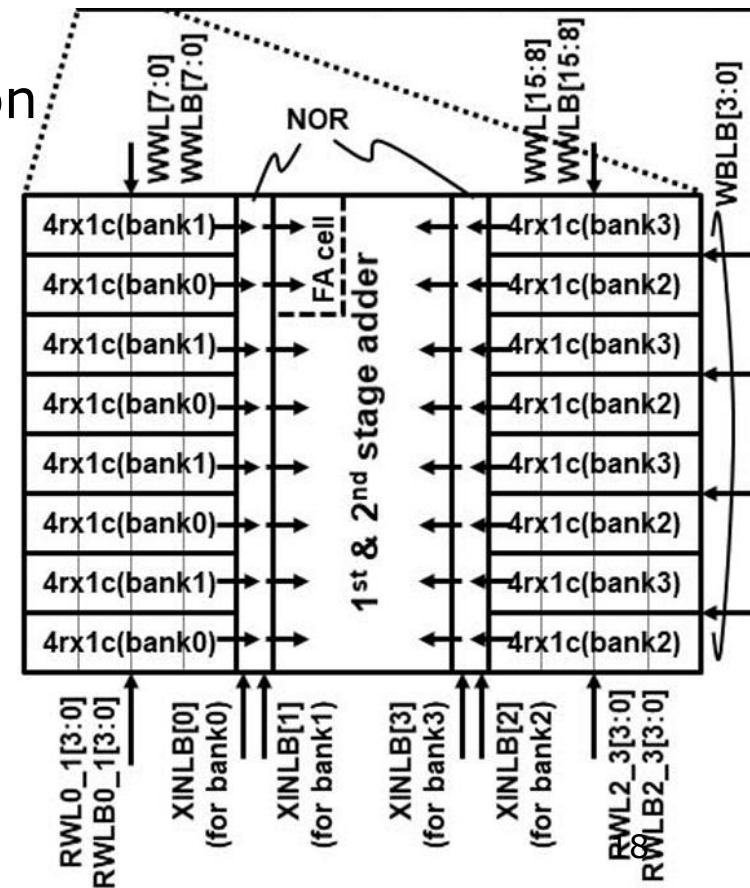 on
WWL[7:0]
WWLB[7:0]
NOR
WWL[15:8]
WWLB[15:8]
WBLB[3:0]
4rx1c(bank1)
4rx1c(bank0)
4rx1c(bank1)
4rx1c(bank0)
4rx1c(bank1)
4rx1c(bank0)
4rx1c(bank1)
4rx1c(bank0)
FA cell
1st & 2nd stage adder
4rx1c(bank3)
4rx1c(bank2)
4rx1c(bank3)
4rx1c(bank2)
4rx1c(bank3)
4rx1c(bank2)
4rx1c(bank3)
4rx1c(bank2)
RWL0_1[3:0]
RWLB0_1[3:0]
XINLB[0]
(for bank0)
XINLB[1]
(for bank1)
XINLB[3]
(for bank3)
XINLB[2]
(for bank2)
RWL2_3[3:0]
RWLB2_3[3:0]
18